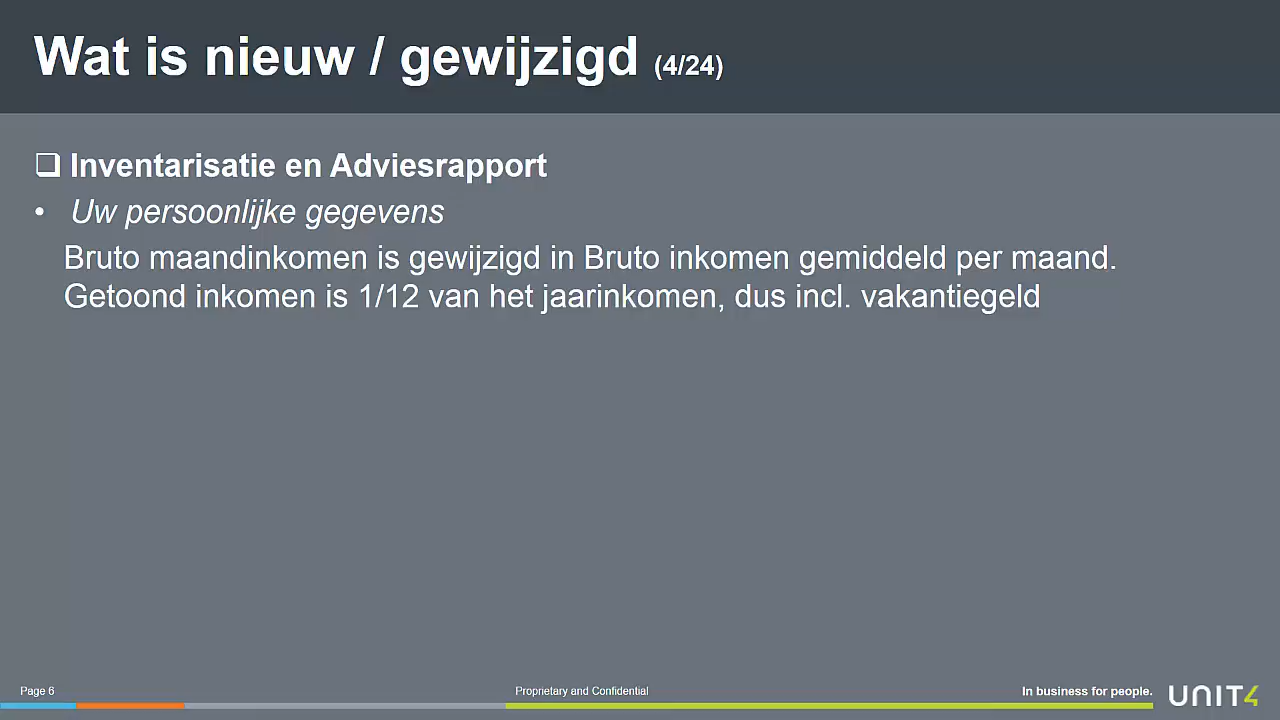 Wat is nieuw / gewijzigd (4/24)
❑ Inventarisatie en Adviesrapport
• Uw persoonlijke gegevens
Bruto maandinkomen is gewijzigd in Bruto inkomen gemiddeld per maand.
Getoond inkomen is 1/12 van het jaarinkomen, dus incl. vakantiegeld
Page 6
Proprietary and Confidential
In business for people.
UNIT4